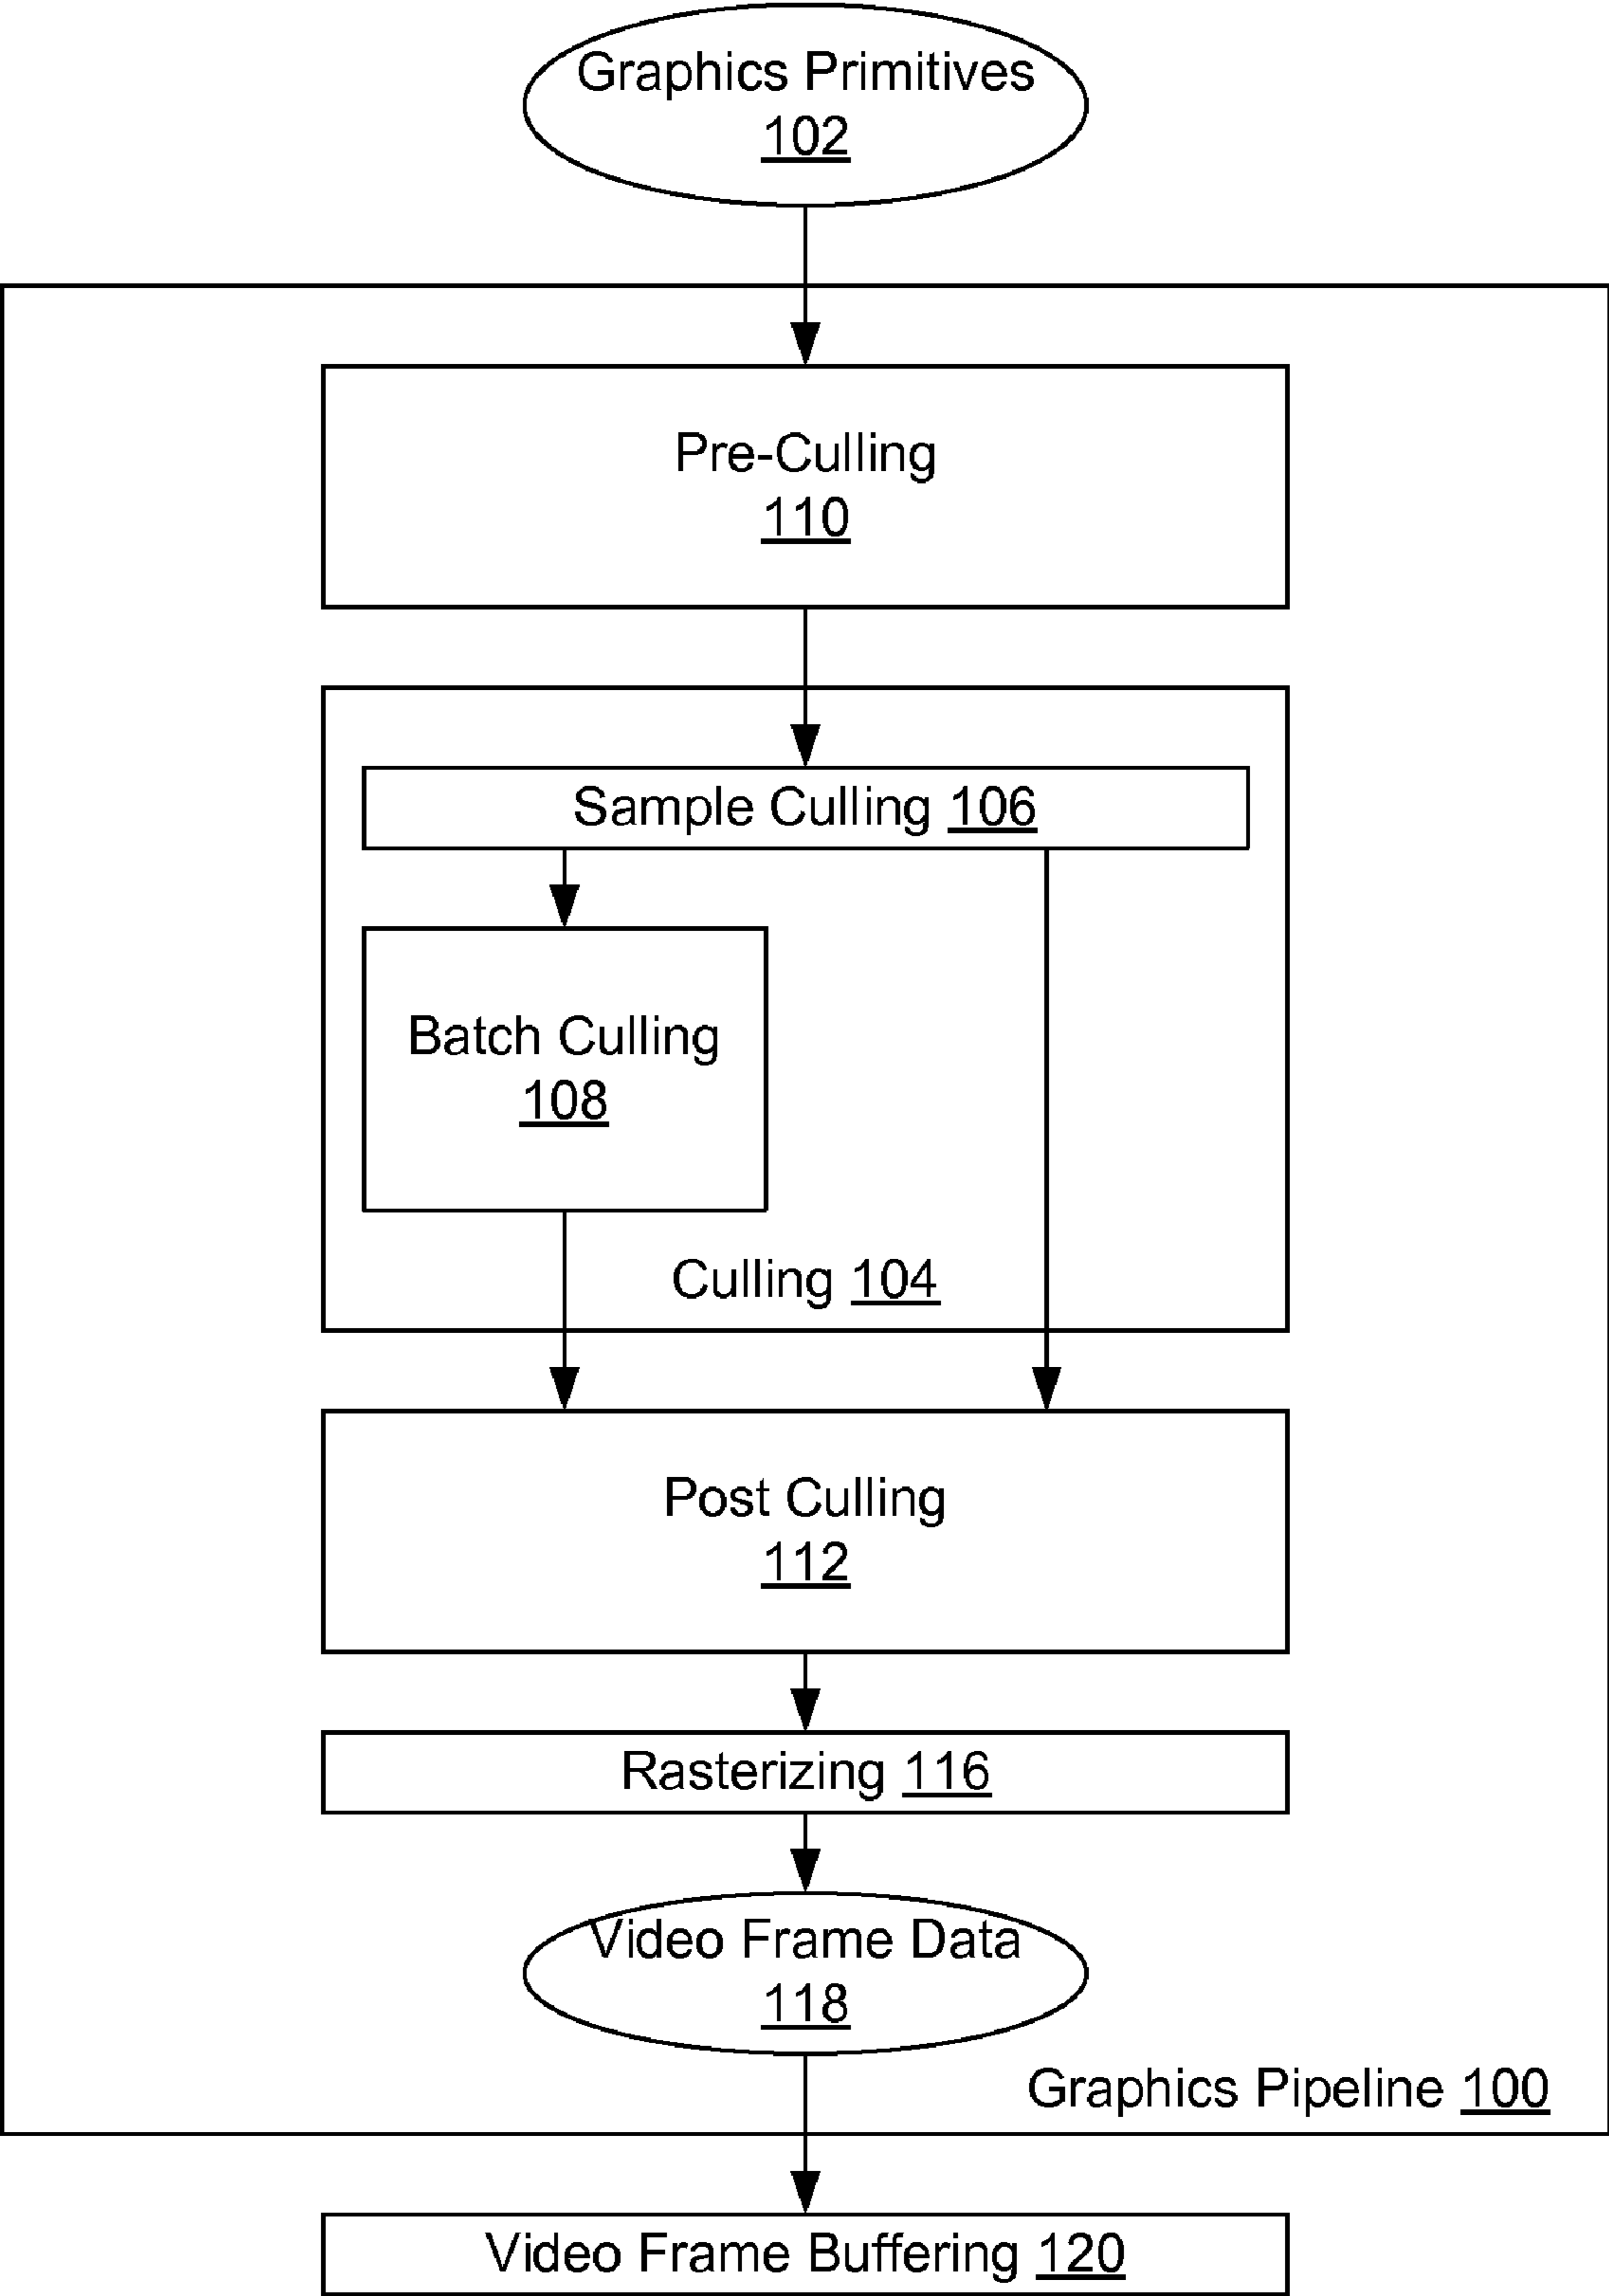 Graphics Primitives
102
Pre-Culling
110
Sample Culling 106
Batch Culling
108
Culling 104
Post Culling
112
Rasterizing 116
Video Frame Data
118
Graphics Pipeline 100
Video Frame Buffering 120